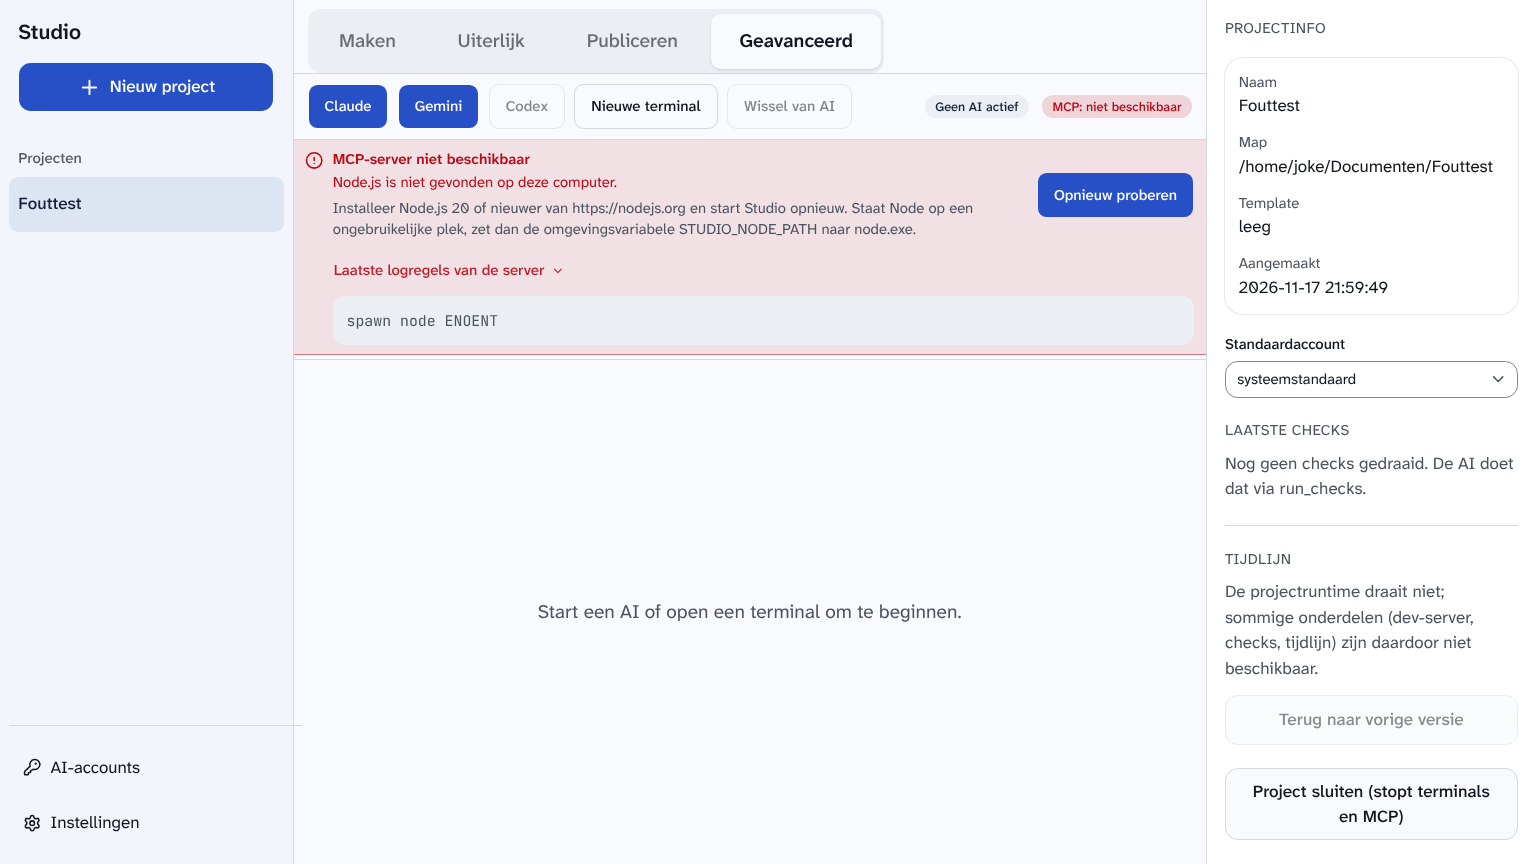 Studio
Nieuw project
Projecten
Fouttest
AI-accounts
Instellingen
Maken
Uiterlijk
Publiceren
Geavanceerd
Claude
Gemini
Codex
Nieuwe terminal
Wissel van AI
Geen AI actief
MCP: niet beschikbaar
MCP-server niet beschikbaar
Node.js is niet gevonden op deze computer.
Installeer Node.js 20 of nieuwer van https://nodejs.org en start Studio opnieuw. Staat Node op een
ongebruikelijke plek, zet dan de omgevingsvariabele STUDIO_NODE_PATH naar node.exe.
Opnieuw proberen
Laatste logregels van de server
spawn node ENOENT
Start een AI of open een terminal om te beginnen.
PROJECTINFO
Naam
Fouttest
Map
/home/joke/Documenten/Fouttest
Template
leeg
Aangemaakt
2026-11-17 21:59:49
Standaardaccount
systeemstandaard
LAATSTE CHECKS
Nog geen checks gedraaid. De AI doet
dat via run_checks.
TIJDLIJN
De projectruntime draait niet;
sommige onderdelen (dev-server,
checks, tijdlijn) zijn daardoor niet
beschikbaar.
Terug naar vorige versie
Project sluiten (stopt terminals
en MCP)